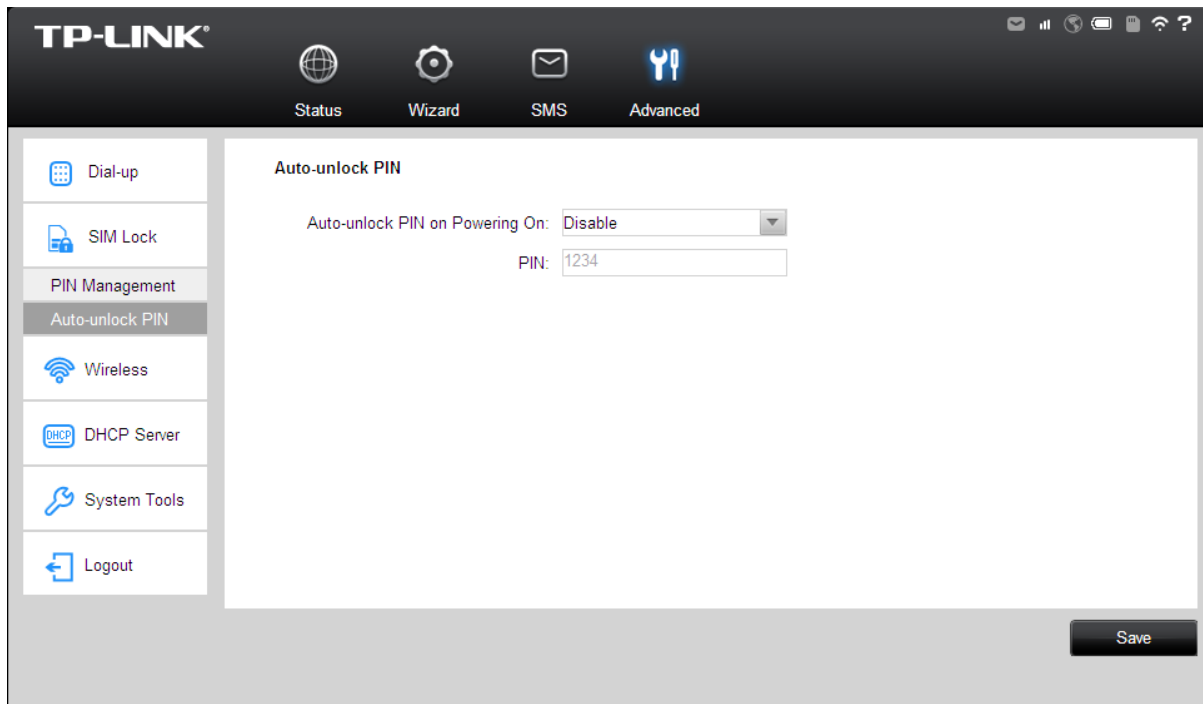 TP-LINK®
?
Status Wizard SMS Advanced
Dial-up
SIM Lock
PIN Management
Auto-unlock PIN
Wireless
DHCP DHCP Server
System Tools
Logout
Auto-unlock PIN
Auto-unlock PIN on Powering On: Disable
PIN: 1234
Save